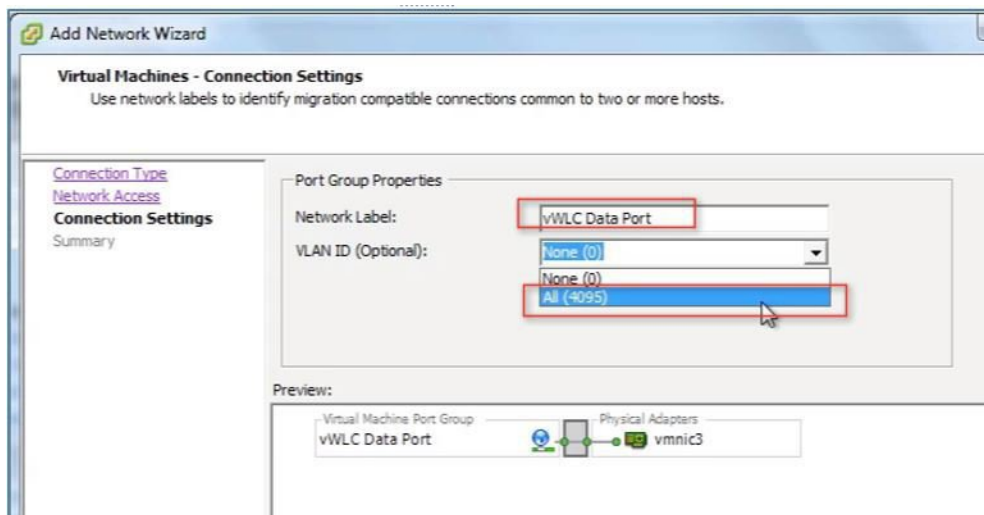 Add Network Wizard
Virtual Machines - Connection Settings
Use network labels to identify migration compatible connections common to two or more hosts.
Connection Type
Network Access
Connection Settings
Summary
Port Group Properties
Network Label:
vWLC Data Port
VLAN ID (Optional):
None (0)
None (0)
All (4095)
Preview:
Virtual Machine Port Group
vWLC Data Port
Physical Adapters
vmnic3